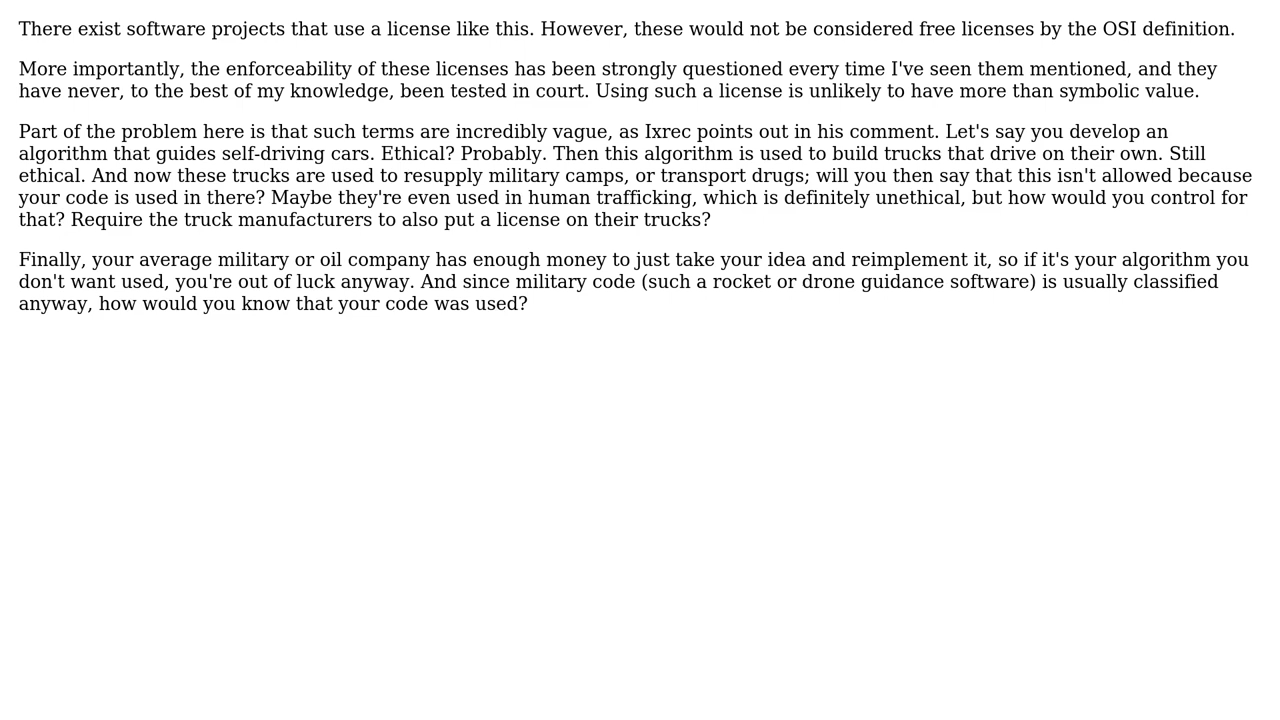 There exist software projects that use a license like this. However, these would not be considered free licenses by the OSI definition.
More importantly, the enforceability of these licenses has been strongly questioned every time I've seen them mentioned, and they
have never, to the best of my knowledge, been tested in court. Using such a license is unlikely to have more than symbolic value.
Part of the problem here is that such terms are incredibly vague, as Ixrec points out in his comment. Let's say you develop an
algorithm that guides self-driving cars. Ethical? Probably. Then this algorithm is used to build trucks that drive on their own. Still
ethical. And now these trucks are used to resupply military camps, or transport drugs; will you then say that this isn't allowed because
your code is used in there? Maybe they're even used in human trafficking, which is definitely unethical, but how would you control for
that? Require the truck manufacturers to also put a license on their trucks?
Finally, your average military or oil company has enough money to just take your idea and reimplement it, so if it's your algorithm you
don't want used, you're out of luck anyway. And since military code (such a rocket or drone guidance software) is usually classified
anyway, how would you know that your code was used?